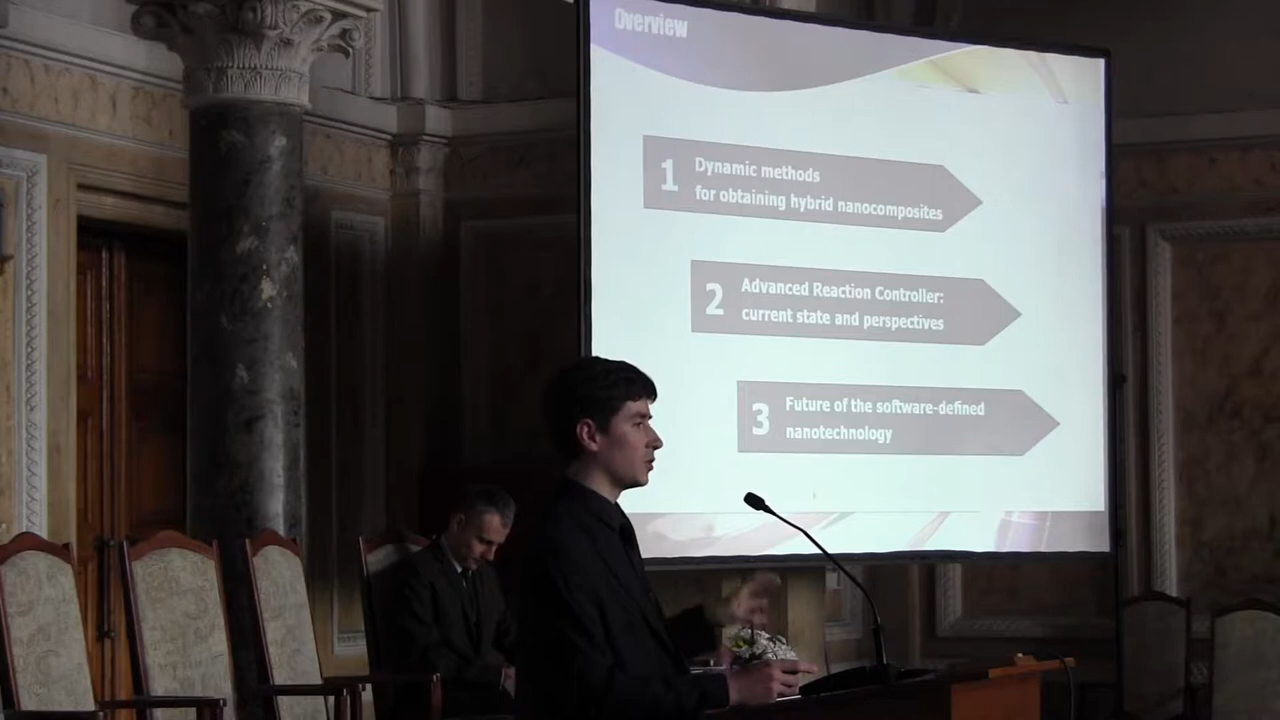 Overview
1
Dynamic methods
for obtaining hybrid nanocomposites
2
Advanced Reaction Controller:
current state and perspectives
3
Future of the software-defined
nanotechnology